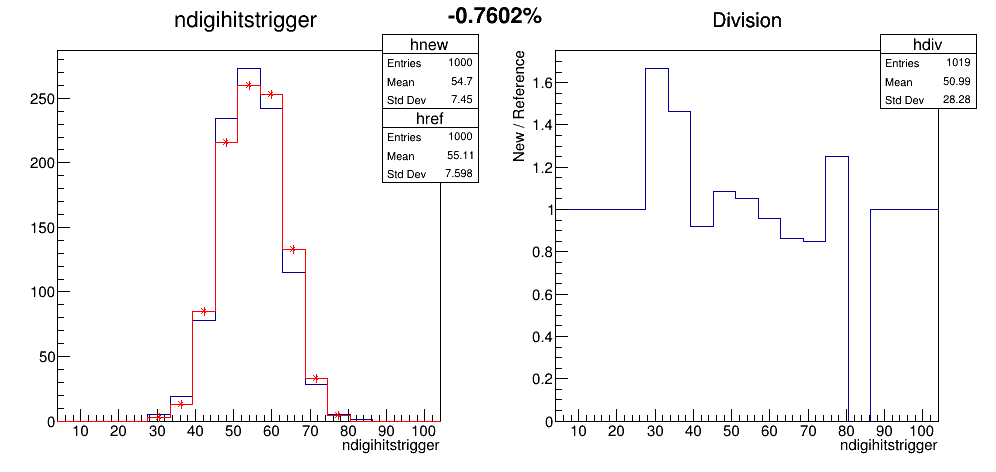 -0.7602%
ndigihitstrigger
hnew
Entries 1000
Mean 54.7
Std Dev 7.45
href
Entries 1000
Mean 55.11
Std Dev 7.598
250
200
150
100
50
0
10 20 30 40 50 60 70 80 90 100
ndigihitstrigger
Division
hdiv
Entries 1019
Mean 50.99
Std Dev 28.28
New / Reference
1.6
1.4
1.2
1
0.8
0.6
0.4
0.2
0
10 20 30 40 50 60 70 80 90 100
ndigihitstrigger